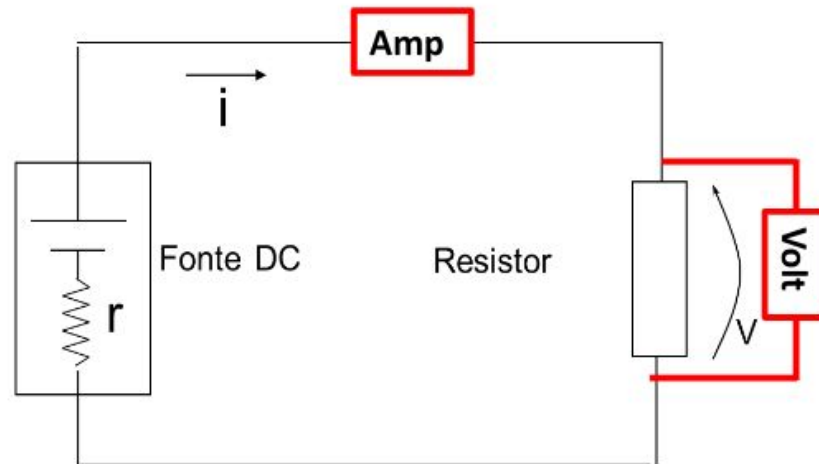 Amp
i
Fonte DC
r
Resistor
V
Volt